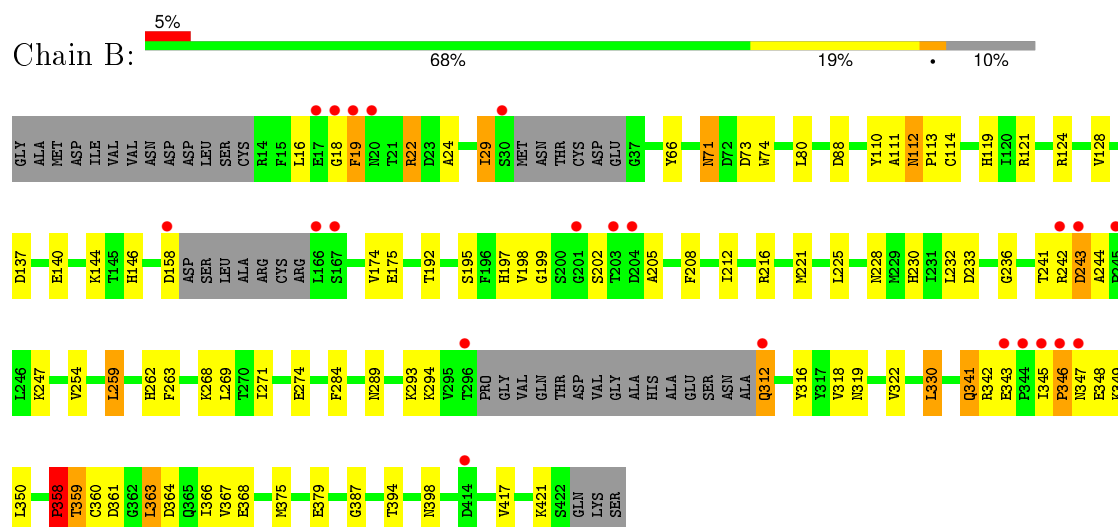 5%
Chain B:
68% 19% • 10%
GLY ALA MET ASP ILE VAL VAL ASN ASP ASP LEU SER CYS R14 F15 L16 E17 G18 F19 N20 T21 R22 D23 A24 I29 S30 MET ASN THR CYS ASP GLU G37 Y66 N71 D72 D73 W74 L80 D88 Y110 A111 N112 P113 C114 H119 I120 R121 R124 V128
D137 E140 K144 T145 H146 D158 ASP SER LEU ALA ARG CYS ARG L166 S167 V174 E175 T192 S195 F196 H197 V198 G199 S200 G201 S202 T203 D204 A205 F208 I212 R216 M221 L225 N228 M229 H230 I231 L232 D233 G236 T241 R242 D243 A244 P245
L246 K247 V254 L259 H262 F263 K268 L269 T270 I271 E274 F284 N289 K293 K294 V295 T296 PRO GLY VAL GLN THR ASP VAL GLY ALA HIS ALA GLU SER ASN ALA Q312 Y316 Y317 V318 N319 V322 L330 Q341 R342 E343 P344 I345 P346 N347 E348 K349
L350 P358 T359 C360 D361 G362 L363 D364 Q365 I366 V367 E368 M375 E379 G387 T394 N398 D414 V417 K421 S422 GLN LYS SER